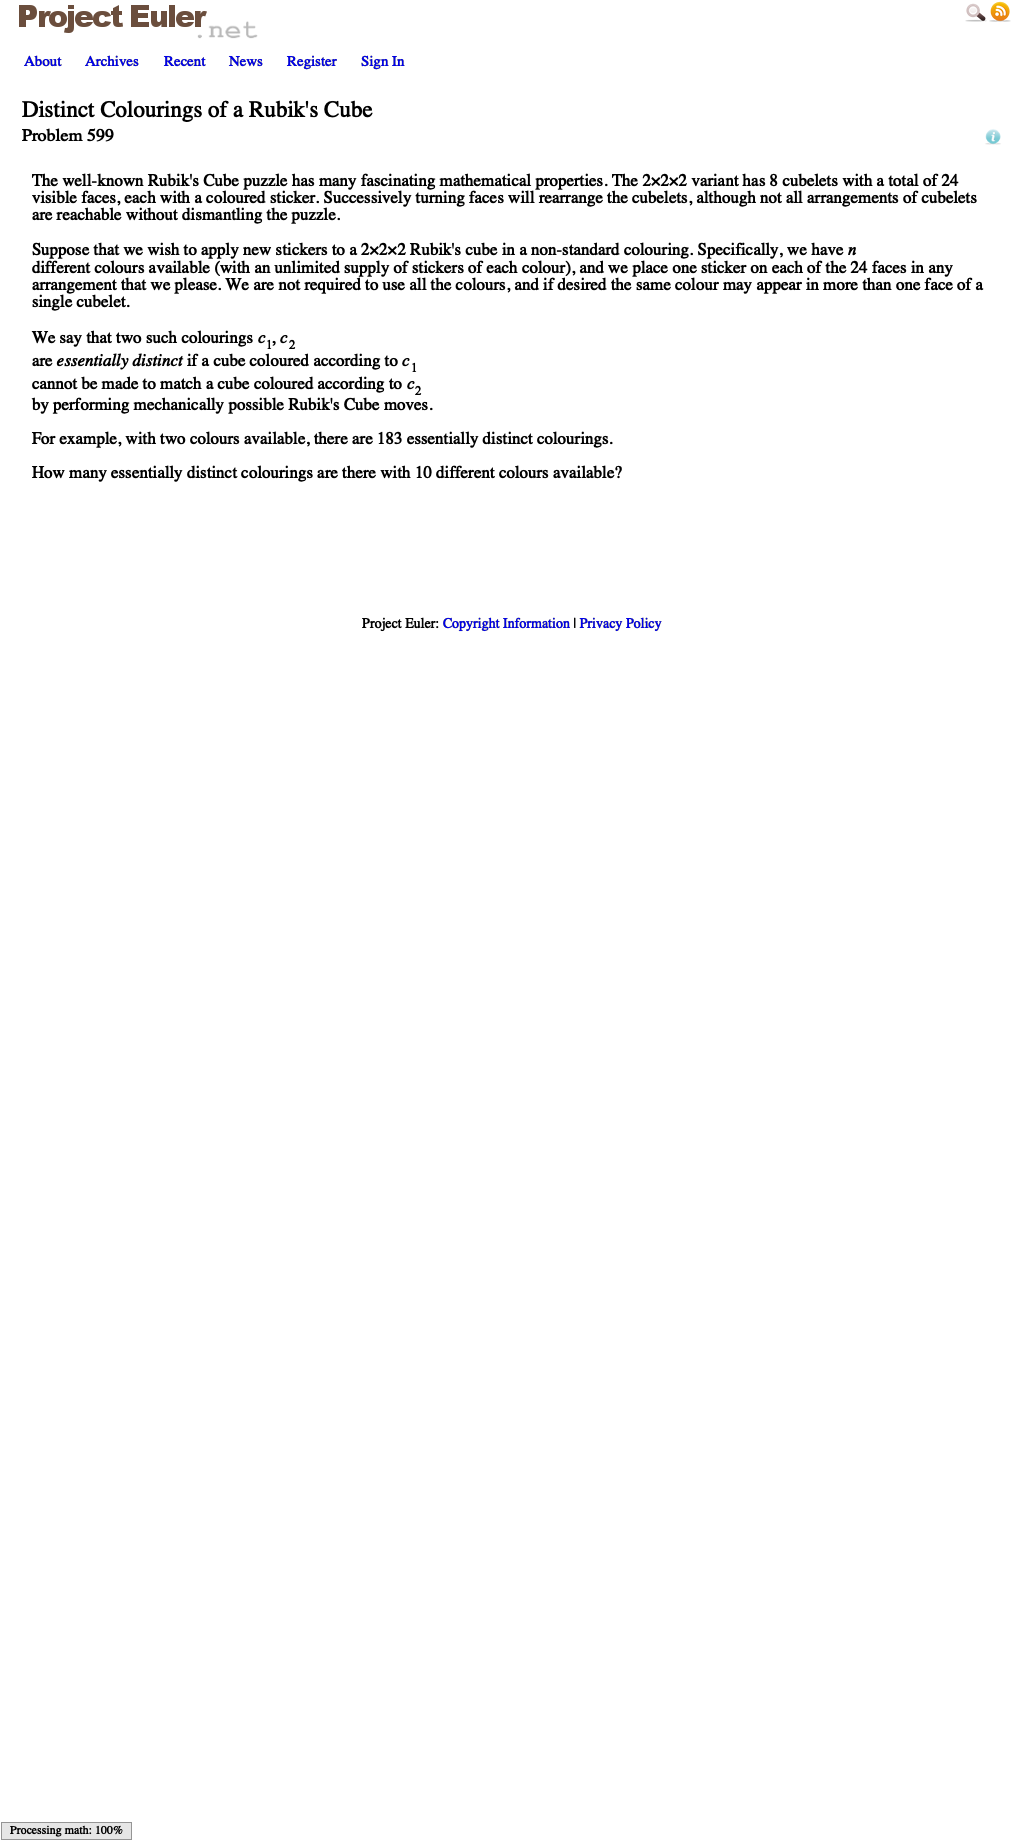 Project Euler.net
About Archives Recent News Register Sign In
Distinct Colourings of a Rubik's Cube
Problem 599
The well-known Rubik's Cube puzzle has many fascinating mathematical properties. The 2×2×2 variant has 8 cubelets with a total of 24
visible faces, each with a coloured sticker. Successively turning faces will rearrange the cubelets, although not all arrangements of cubelets
are reachable without dismantling the puzzle.
Suppose that we wish to apply new stickers to a 2×2×2 Rubik's cube in a non-standard colouring. Specifically, we have n
different colours available (with an unlimited supply of stickers of each colour), and we place one sticker on each of the 24 faces in any
arrangement that we please. We are not required to use all the colours, and if desired the same colour may appear in more than one face of a
single cubelet.
We say that two such colourings c1, c2
are essentially distinct if a cube coloured according to c1
cannot be made to match a cube coloured according to c2
by performing mechanically possible Rubik's Cube moves.
For example, with two colours available, there are 183 essentially distinct colourings.
How many essentially distinct colourings are there with 10 different colours available?
Project Euler: Copyright Information | Privacy Policy
Processing math: 100%